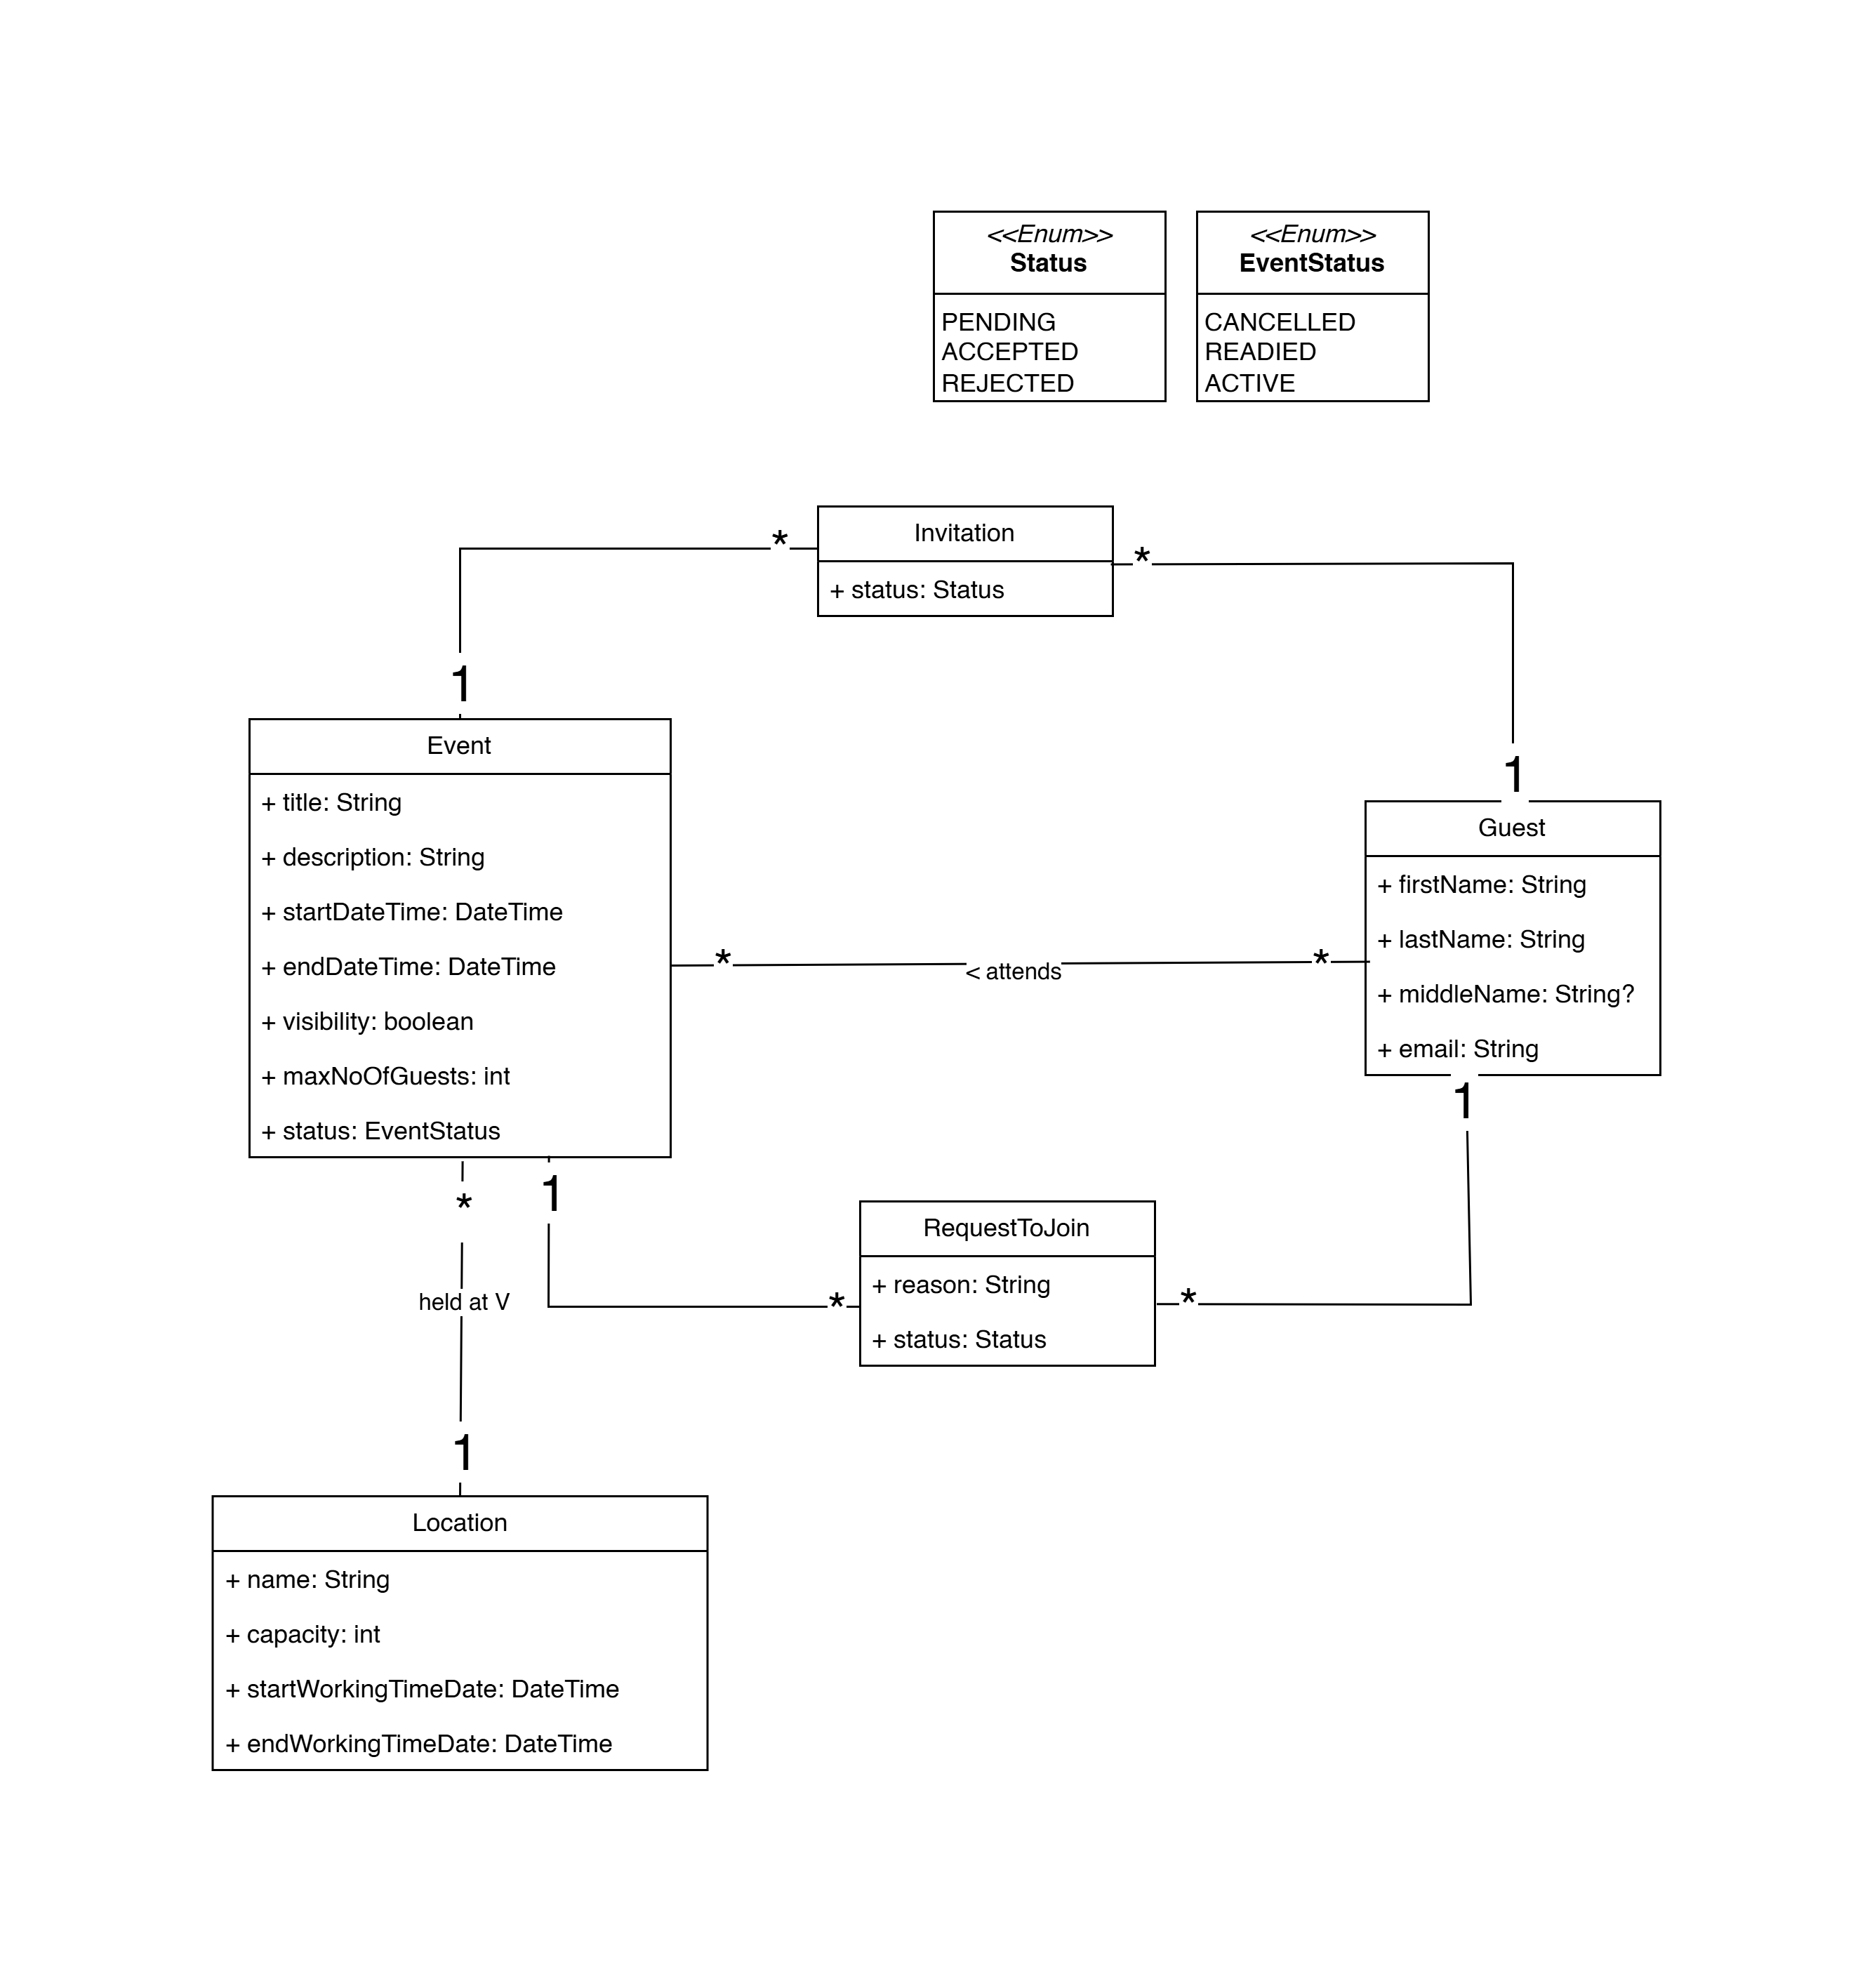 <<Enum>>
Status
PENDING
ACCEPTED
REJECTED
<<Enum>>
EventStatus
CANCELLED
READIED
ACTIVE
Invitation
+ status: Status
*
*
1
1
Event
+ title: String
+ description: String
+ startDateTime: DateTime
+ endDateTime: DateTime
+ visibility: boolean
+ maxNoOfGuests: int
+ status: EventStatus
*
< attends
*
Guest
+ firstName: String
+ lastName: String
+ middleName: String?
+ email: String
*
1
1
held at V
RequestToJoin
+ reason: String
+ status: Status
*
*
1
Location
+ name: String
+ capacity: int
+ startWorkingTimeDate: DateTime
+ endWorkingTimeDate: DateTime